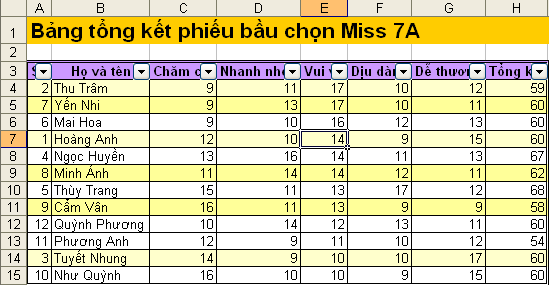 A B C D E F G H
1 Bảng tổng kết phiếu bầu chọn Miss 7A
2
3 S Họ và tên Chăm c Nhanh nhẹ Vui v Dịu dàn Dễ thươn Tổng k
4 2 Thu Trâm 9 11 17 10 12 59
5 7 Yến Nhi 9 13 17 10 11 60
6 6 Mai Hoa 9 10 16 12 13 60
7 1 Hoàng Anh 12 10 14 9 15 60
8 4 Ngọc Huyền 13 16 14 11 13 67
9 8 Minh Ánh 11 14 14 12 11 62
10 5 Thùy Trang 15 11 13 17 12 68
11 9 Cẩm Vân 16 11 13 9 9 58
12 12 Quỳnh Phương 10 14 12 13 11 60
13 11 Phương Anh 12 9 11 10 12 54
14 3 Tuyết Nhung 14 9 10 10 17 60
15 10 Như Quỳnh 16 10 10 9 15 60